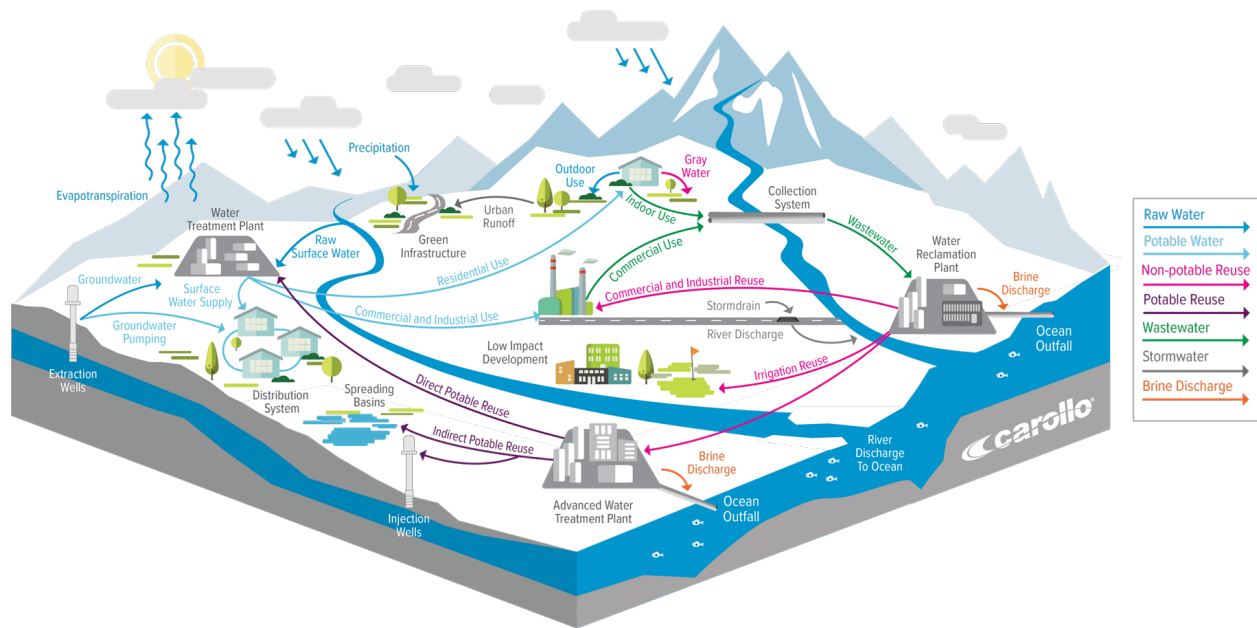 Precipitation
Evapotranspiration
Outdoor
Use
Gray
Water
Indoor Use
Collection
System
Water
Treatment Plant
Urban
Runoff
Green
Infrastructure
Raw
Surface Water
Wastewater
Water
Reclamation
Plant
Commercial Use
Residential Use
Groundwater
Surface
Water Supply
Commercial and Industrial Reuse
Brine
Discharge
Stormdrain
Commercial and Industrial Use
River Discharge
Ocean
Outfall
Groundwater
Pumping
Low Impact
Development
Extraction
Wells
Irrigation Reuse
Distribution
System
Spreading
Basins
Direct Potable Reuse
Indirect Potable Reuse
River
Discharge
To Ocean
carollo®
Brine
Discharge
Advanced Water
Treatment Plant
Ocean
Outfall
Injection
Wells
Raw Water
Potable Water
Non-potable Reuse
Potable Reuse
Wastewater
Stormwater
Brine Discharge